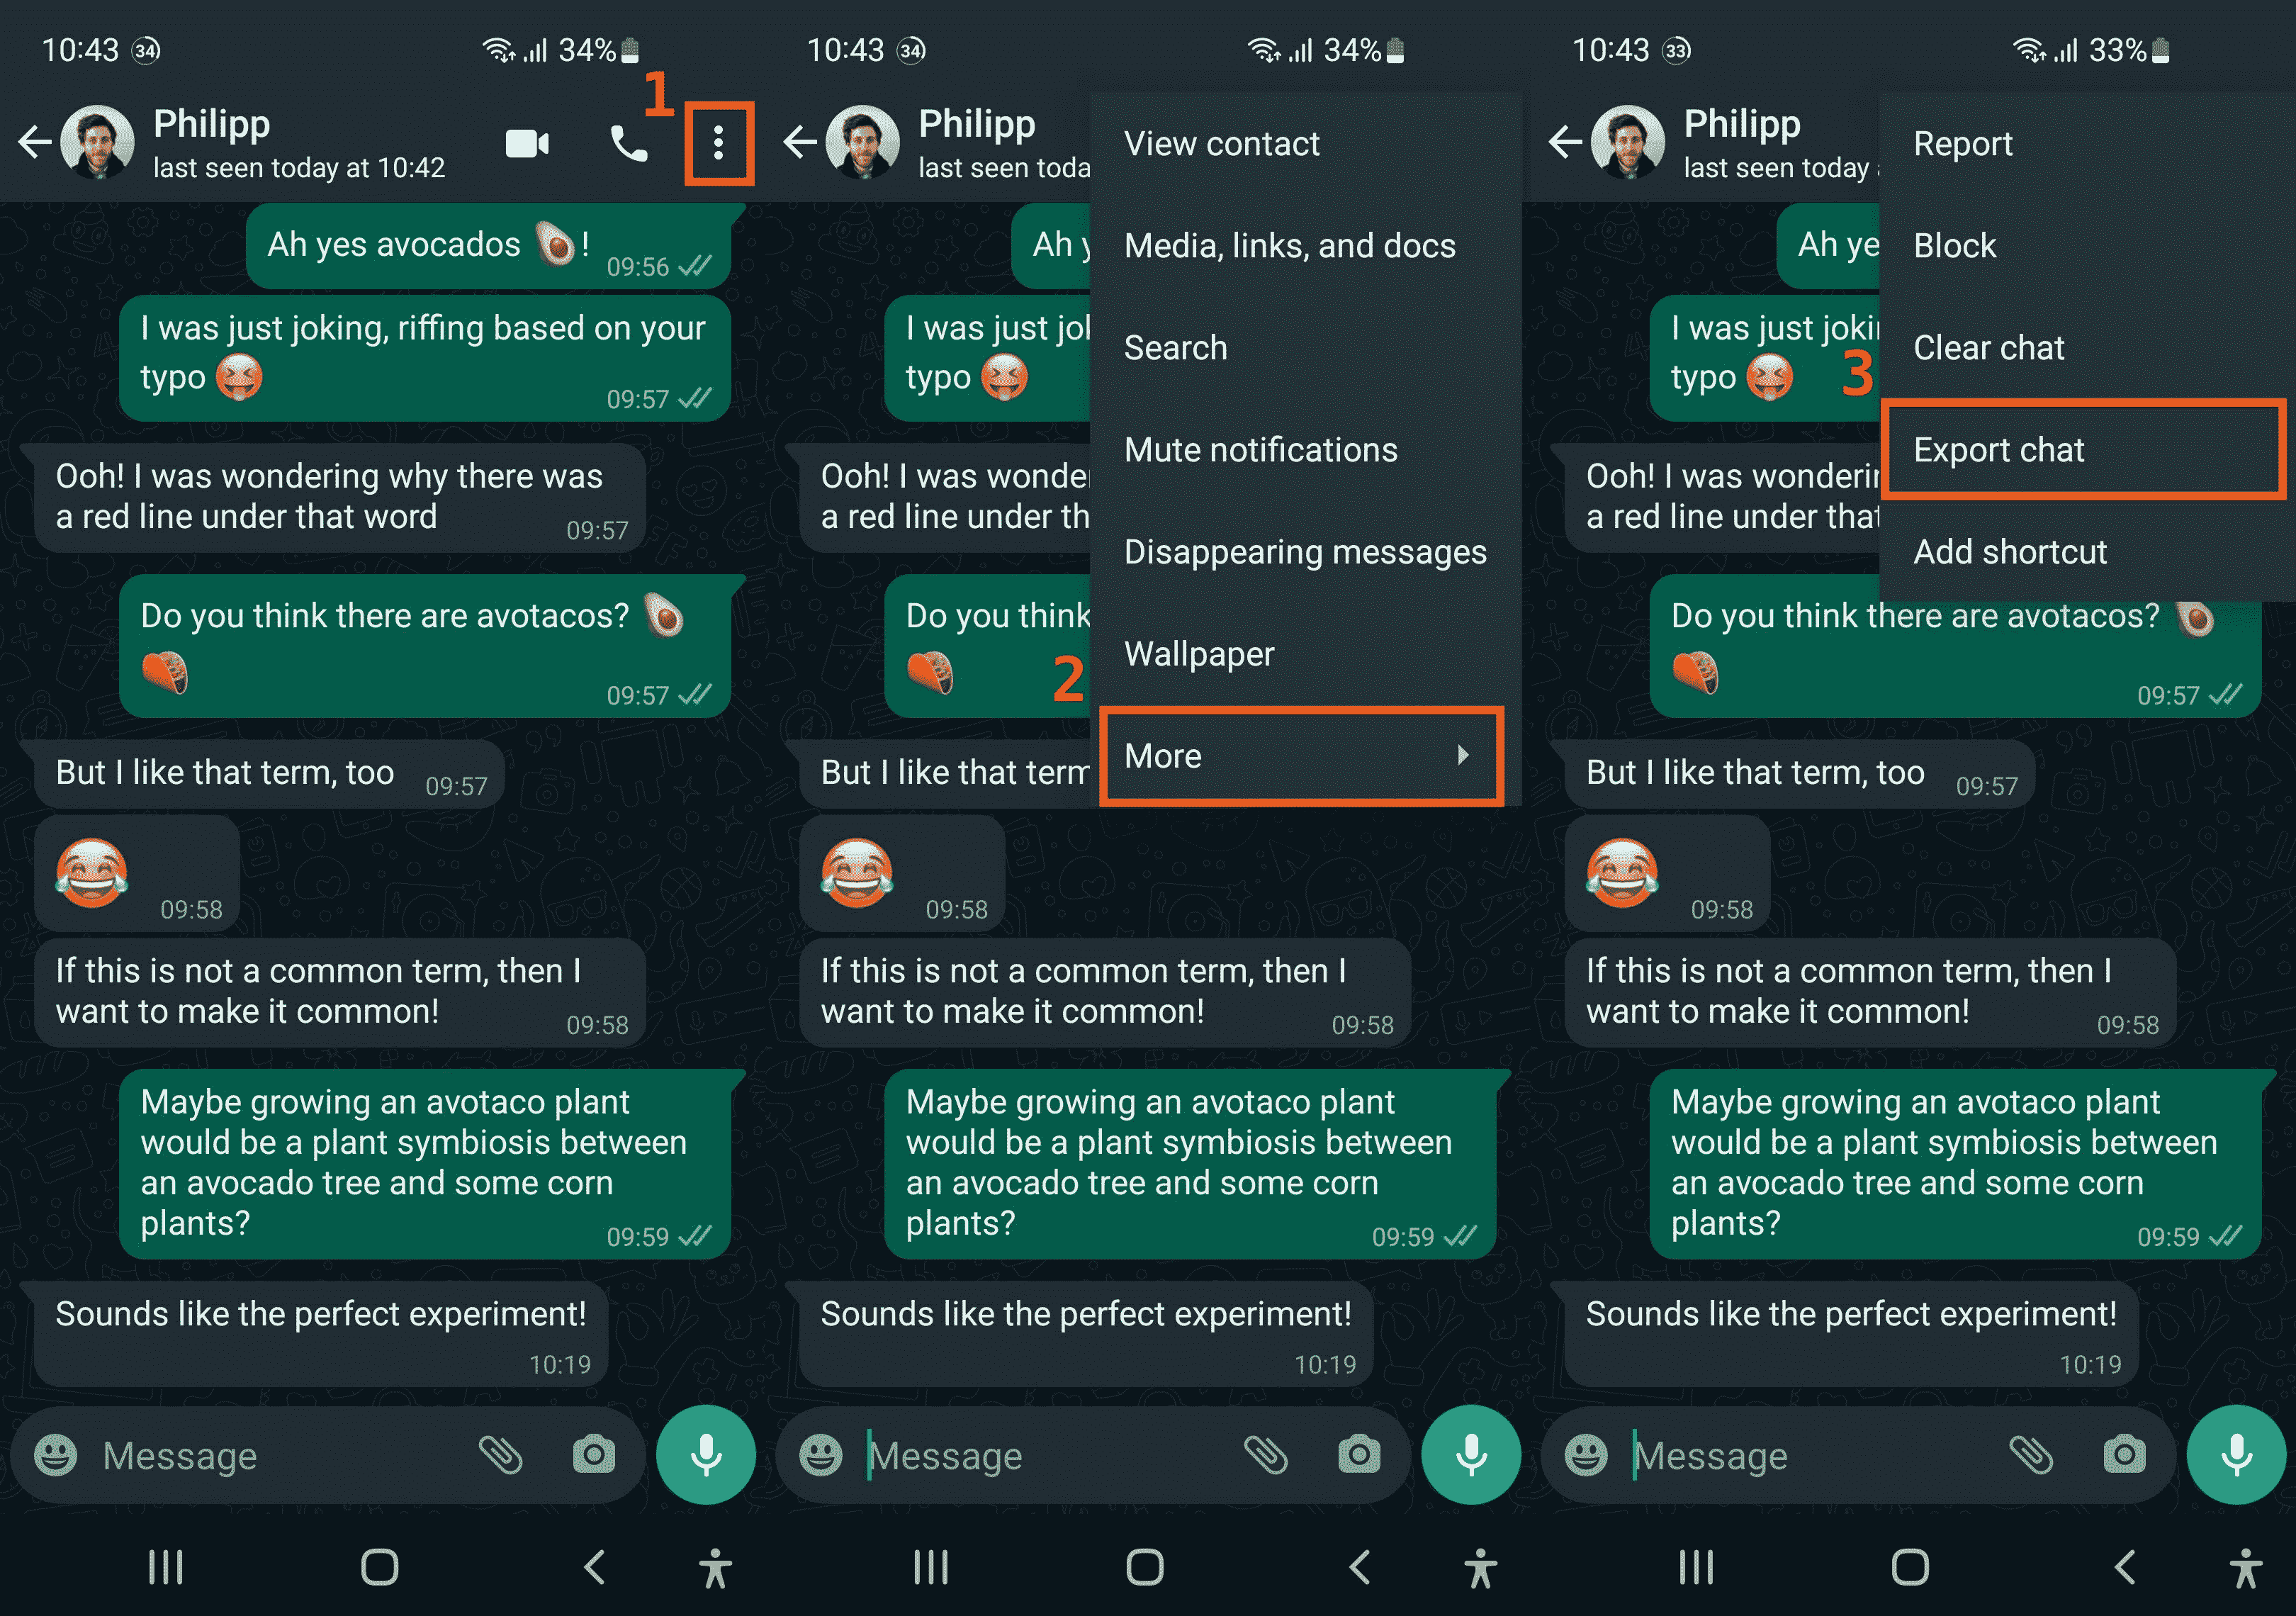 10:43 34 34%
1
Philipp
last seen today at 10:42
Ah yes avocados 🥑!
09:56
I was just joking, riffing based on your
typo 😝
09:57
Ooh! I was wondering why there was
a red line under that word
09:57
Do you think there are avotacos? 🥑
🌮
09:57
But I like that term, too
09:57
😂
09:58
If this is not a common term, then I
want to make it common!
09:58
Maybe growing an avotaco plant
would be a plant symbiosis between
an avocado tree and some corn
plants?
09:59
Sounds like the perfect experiment!
10:19
Message
10:43 34 34%
Philipp
last seen toda
View contact
Media, links, and docs
Search
Mute notifications
Disappearing messages
Wallpaper
2
More
Ah y
I was just jo
typo 😝
Ooh! I was wonde
a red line under th
Do you think
🌮
09:57
But I like that term
😂
09:58
If this is not a common term, then I
want to make it common!
09:58
Maybe growing an avotaco plant
would be a plant symbiosis between
an avocado tree and some corn
plants?
09:59
Sounds like the perfect experiment!
10:19
Message
10:43 33 33%
Philipp
last seen today
Report
Block
Clear chat
3
Export chat
Add shortcut
Ah ye
I was just joki
typo 😝
Ooh! I was wonderi
a red line under that
Do you think there are avotacos? 🥑
🌮
09:57
But I like that term, too
09:57
😂
09:58
If this is not a common term, then I
want to make it common!
09:58
Maybe growing an avotaco plant
would be a plant symbiosis between
an avocado tree and some corn
plants?
09:59
Sounds like the perfect experiment!
10:19
Message